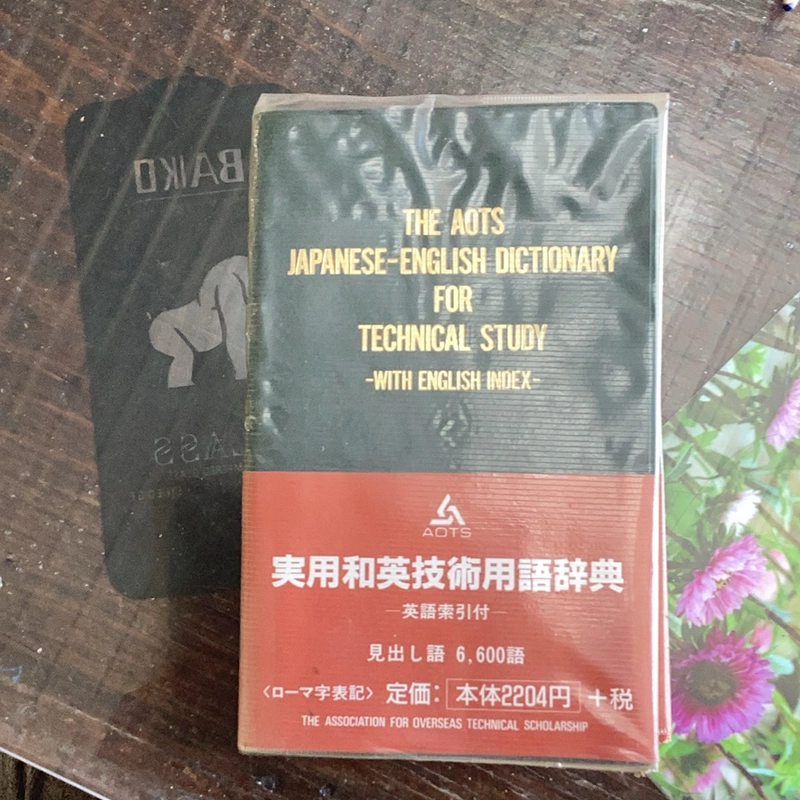 THE AOTS
JAPANESE-ENGLISH DICTIONARY
FOR
TECHNICAL STUDY
-WITH ENGLISH INDEX-
AOTS
実用和英技術用語辞典
—英語索引付—
見出し語 6,600語
〈ローマ字表記〉 定価: 本体2204円 +税
THE ASSOCIATION FOR OVERSEAS TECHNICAL SCHOLARSHIP
BAIKO